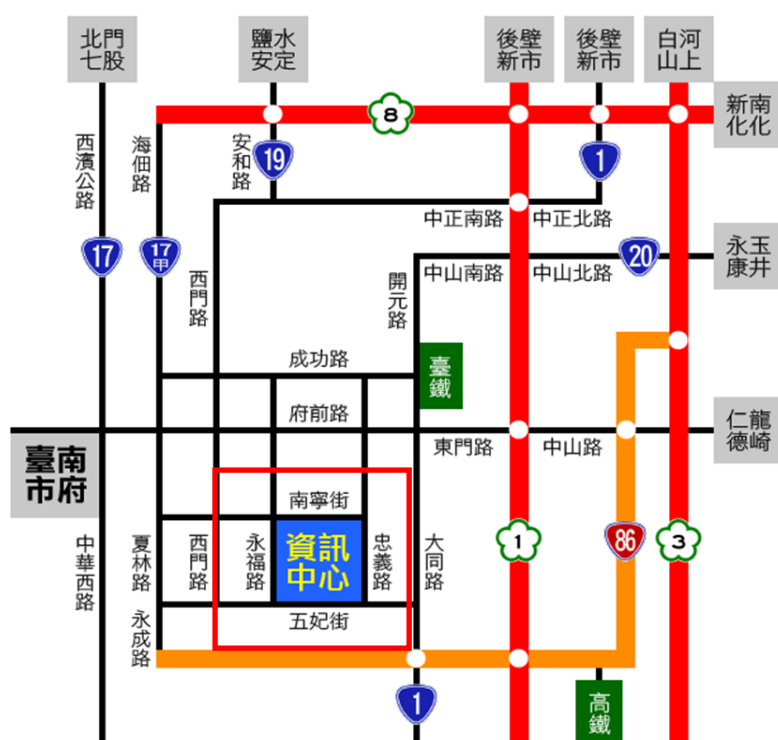 北門
七股
鹽水
安定
後壁
新市
後壁
新市
白河
山上
新南
化化
8
西濱公路
海佃路
安和路
19
1
中正南路
中正北路
17
17
甲
西門路
開元路
中山南路
中山北路
20
永玉
康井
成功路
臺
鐵
府前路
東門路
中山路
仁龍
德崎
臺南
市府
南寧街
資訊
中心
中華西路
夏林路
西門路
永福路
忠義路
大同路
1
86
3
五妃街
永成路
1
高
鐵